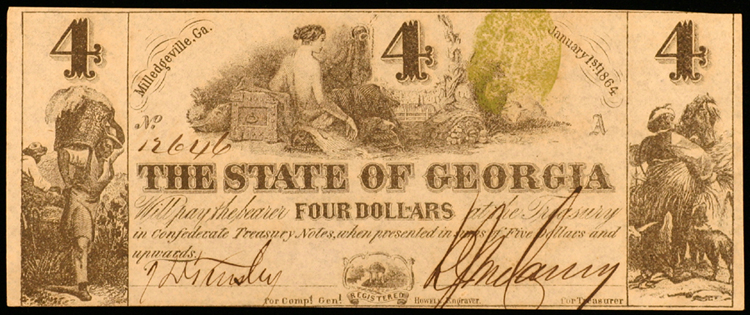 4 4 4
Milledgeville, Ga.
January 1st. 1864
No 12646 A
THE STATE OF GEORGIA
Will pay the bearer FOUR DOLLARS at the Treasury
in Confederate Treasury Notes, when presented in sums of Five Dollars and
upwards.
REGISTERED
for Compl. Genl. Howell, Engraver. for Treasurer